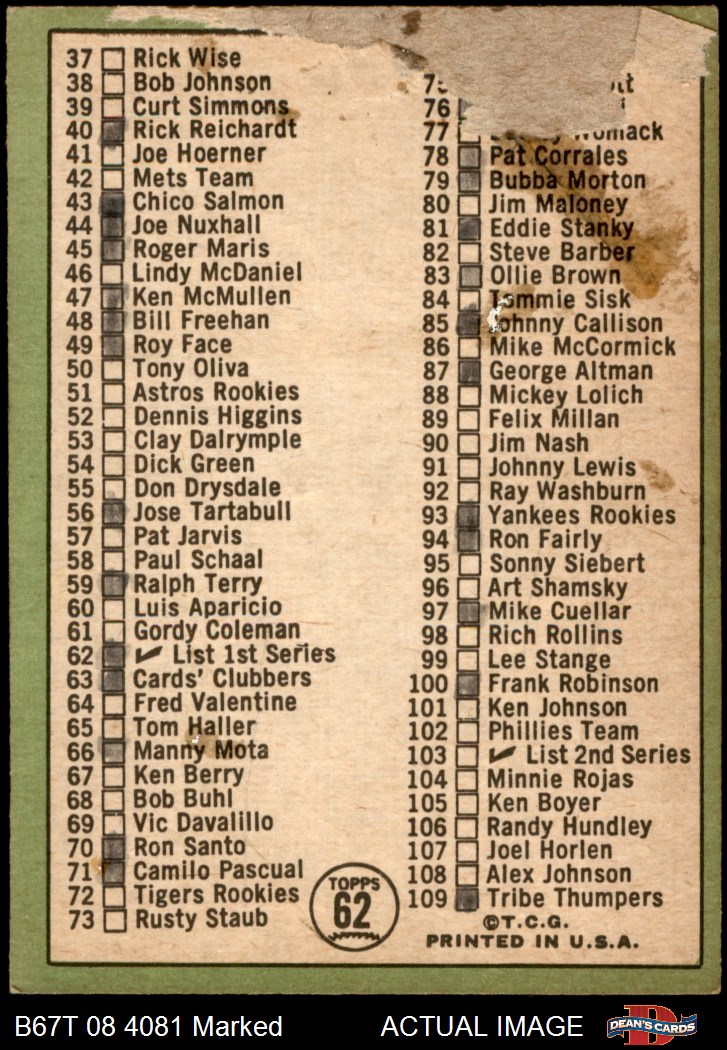 37 Rick Wise
38 Bob Johnson
39 Curt Simmons
40 Rick Reichardt
41 Joe Hoerner
42 Mets Team
43 Chico Salmon
44 Joe Nuxhall
45 Roger Maris
46 Lindy McDaniel
47 Ken McMullen
48 Bill Freehan
49 Roy Face
50 Tony Oliva
51 Astros Rookies
52 Dennis Higgins
53 Clay Dalrymple
54 Dick Green
55 Don Drysdale
56 Jose Tartabull
57 Pat Jarvis
58 Paul Schaal
59 Ralph Terry
60 Luis Aparicio
61 Gordy Coleman
62 ✔ List 1st Series
63 Cards' Clubbers
64 Fred Valentine
65 Tom Haller
66 Manny Mota
67 Ken Berry
68 Bob Buhl
69 Vic Davalillo
70 Ron Santo
71 Camilo Pascual
72 Tigers Rookies
73 Rusty Staub
TOPPS
62
76
77 Womack
78 Pat Corrales
79 Bubba Morton
80 Jim Maloney
81 Eddie Stanky
82 Steve Barber
83 Ollie Brown
84 Tommie Sisk
85 Johnny Callison
86 Mike McCormick
87 George Altman
88 Mickey Lolich
89 Felix Millan
90 Jim Nash
91 Johnny Lewis
92 Ray Washburn
93 Yankees Rookies
94 Ron Fairly
95 Sonny Siebert
96 Art Shamsky
97 Mike Cuellar
98 Rich Rollins
99 Lee Stange
100 Frank Robinson
101 Ken Johnson
102 Phillies Team
103 ✔ List 2nd Series
104 Minnie Rojas
105 Ken Boyer
106 Randy Hundley
107 Joel Horlen
108 Alex Johnson
109 Tribe Thumpers
©T.C.G.
PRINTED IN U.S.A.
B67T 08 4081 Marked
ACTUAL IMAGE
DEAN'S CARDS